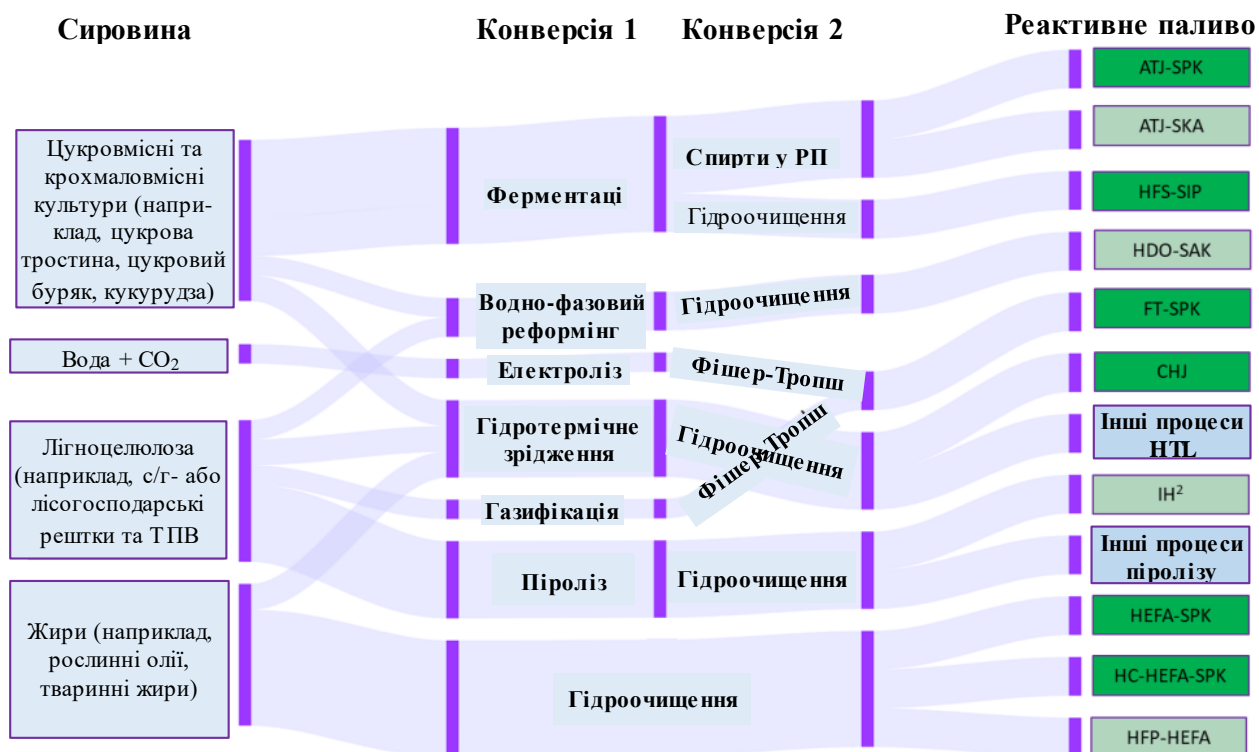 Сировина
Конверсія 1
Конверсія 2
Реактивне паливо
Цукровмісні та
крохмаловмісні
культури (напри-
клад, цукрова
тростина, цукровий
буряк, кукурудза)
Вода + CO₂
Лігноцелюлоза
(наприклад, с/г- або
лісогосподарські
рештки та ТПВ
Жири (наприклад,
рослинні олії,
тваринні жири)
Ферментаці
Водно-фазовий
реформінг
Електроліз
Гідротермічне
зрідження
Газифікація
Піроліз
Гідроочищення
Спирти у РП
Гідроочищення
Гідроочищення
Фішер-Тропш
Гідроочищення
Фішер-Тропш
Гідроочищення
ATJ-SPK
ATJ-SKA
HFS-SIP
HDO-SAK
FT-SPK
CHJ
Інші процеси
HTL
IH²
Інші процеси
піролізу
HEFA-SPK
HC-HEFA-SPK
HFP-HEFA